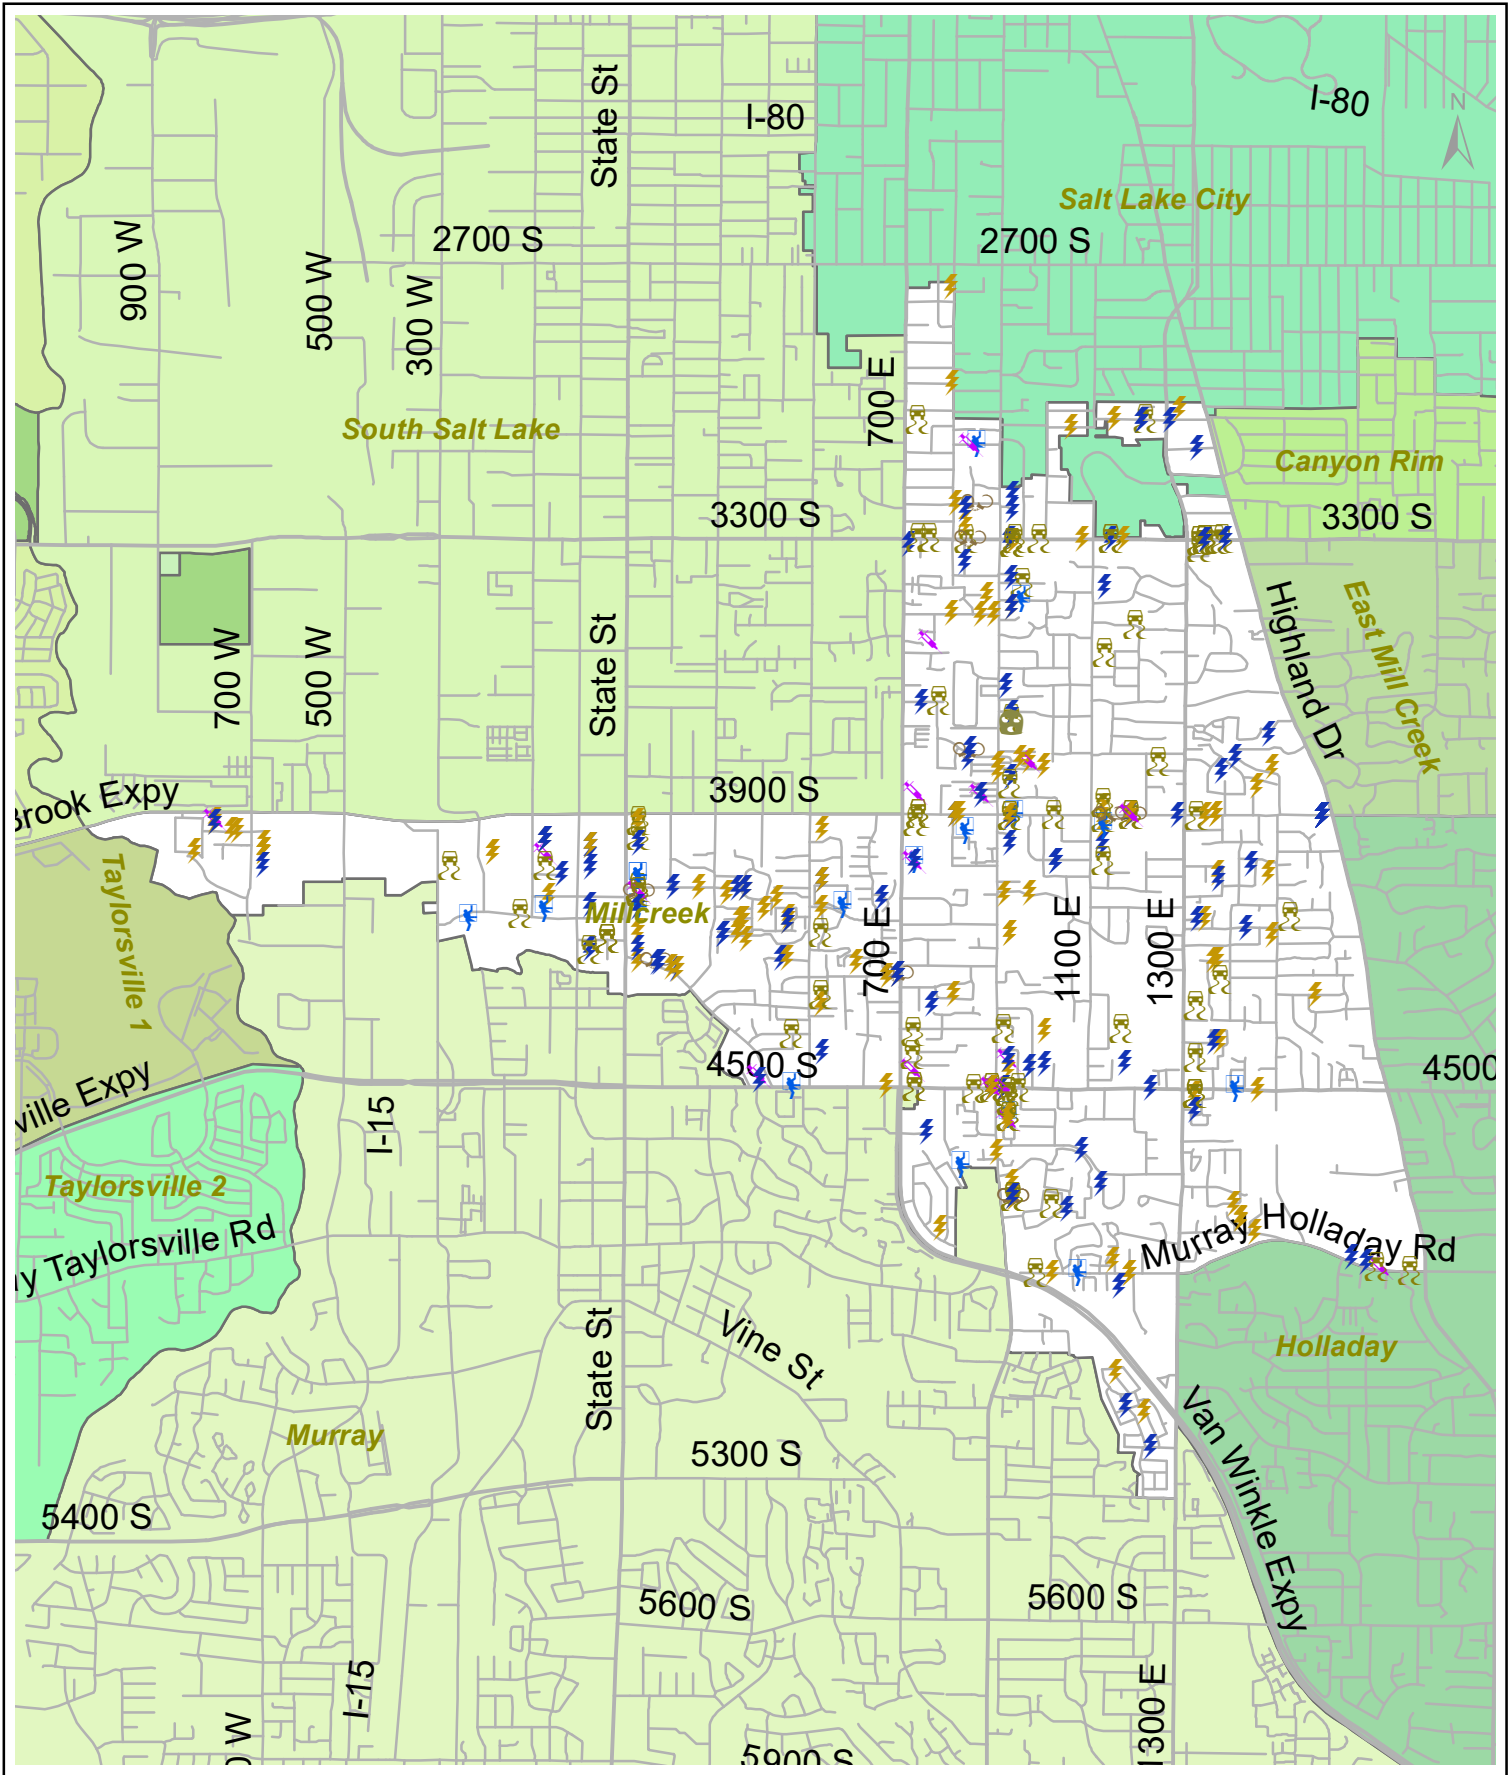 I-80
N
State St
I-80
Salt Lake City
2700 S
2700 S
900 W
500 W
300 W
700 E
South Salt Lake
Canyon Rim
3300 S
3300 S
Highland Dr
East Mill Creek
700 W
500 W
State St
3900 S
Brook Expy
Taylorsville 1
Millcreek
700 E
1100 E
1300 E
4500 S
4500
ville Expy
I-15
Taylorsville 2
y Taylorsville Rd
Murray Holladay Rd
Vine St
State St
Holladay
Murray
Van Winkle Expy
5300 S
5400 S
5600 S
5600 S
I-15
1300 E
0 W
5900 S